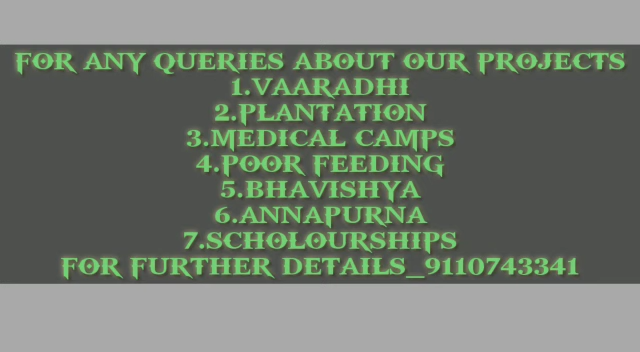 FOR ANY QUERIES ABOUT OUR PROJECTS
1.VAARADHI
2.PLANTATION
3.MEDICAL CAMPS
4.POOR FEEDING
5.BHAVISHYA
6.ANNAPURNA
7.SCHOLOURSHIPS
FOR FURTHER DETAILS_9110743341